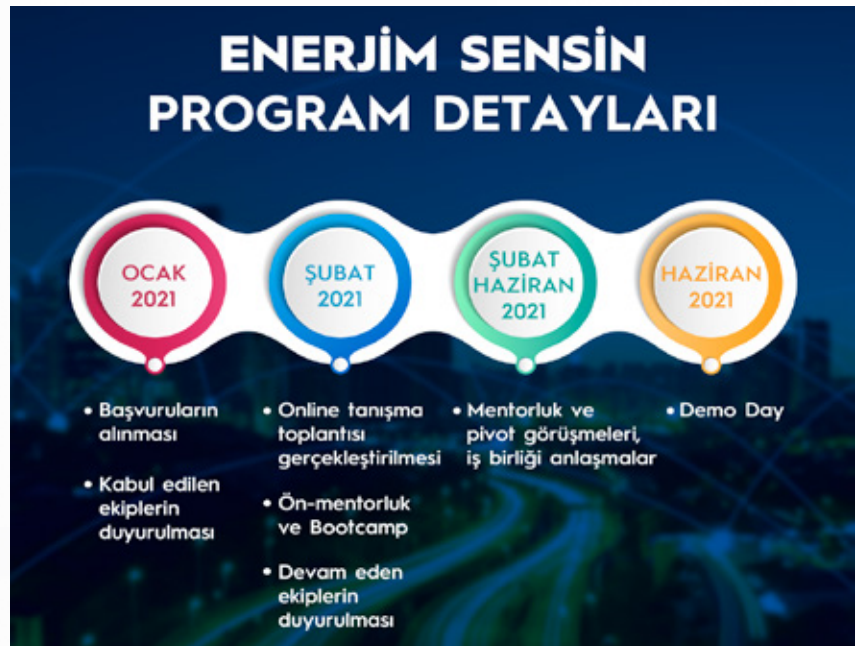 ENERJİM SENSİN
PROGRAM DETAYLARI
OCAK
2021
ŞUBAT
2021
ŞUBAT
HAZİRAN
2021
HAZİRAN
2021
• Başvuruların
alınması
• Kabul edilen
ekiplerin
duyurulması
• Online tanışma
toplantısı
gerçekleştirilmesi
• Ön-mentorluk
ve Bootcamp
• Devam eden
ekiplerin
duyurulması
• Mentorluk ve
pivot görüşmeleri,
iş birliği anlaşmalar
• Demo Day